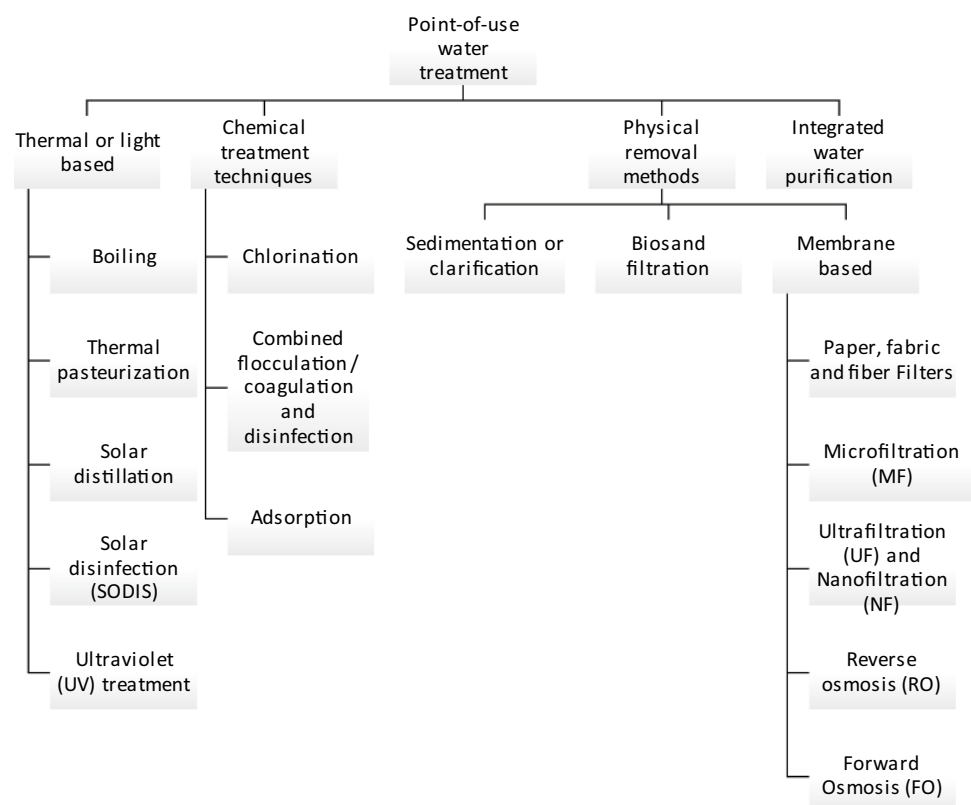 Point-of-use
water
treatment
Thermal or light
based
Chemical
treatment
techniques
Physical
removal
methods
Integrated
water
purification
Boiling
Thermal
pasteurization
Solar
distillation
Solar
disinfection
(SODIS)
Ultraviolet
(UV) treatment
Chlorination
Combined
flocculation/
coagulation
and
disinfection
Adsorption
Sedimentation or
clarification
Biosand
filtration
Membrane
based
Paper, fabric
and fiber Filters
Microfiltration
(MF)
Ultrafiltration
(UF) and
Nanofiltration
(NF)
Reverse
osmosis (RO)
Forward
Osmosis (FO)